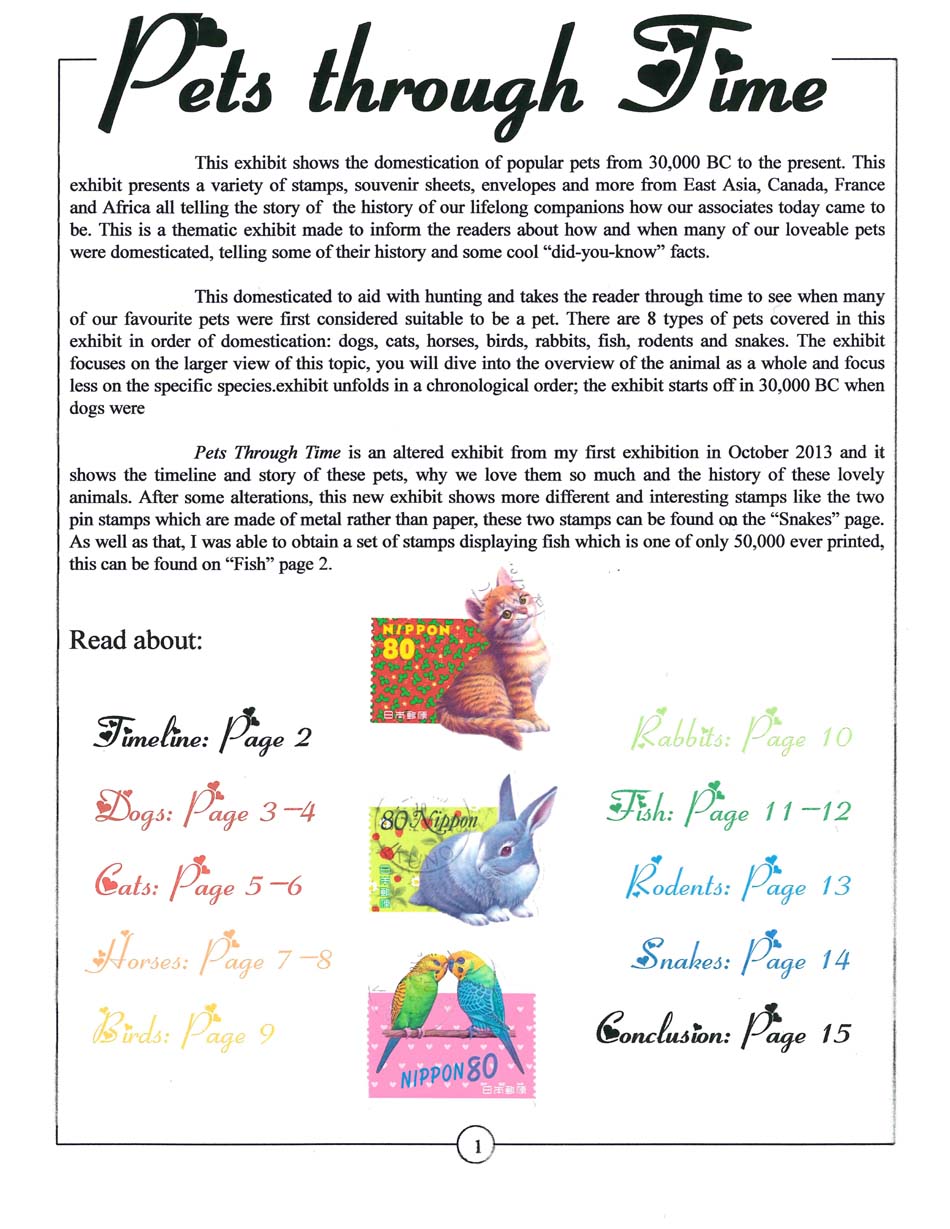 Pets through Time
This exhibit shows the domestication of popular pets from 30,000 BC to the present. This
exhibit presents a variety of stamps, souvenir sheets, envelopes and more from East Asia, Canada, France
and Africa all telling the story of the history of our lifelong companions how our associates today came to
be. This is a thematic exhibit made to inform the readers about how and when many of our loveable pets
were domesticated, telling some of their history and some cool “did-you-know” facts.
This domesticated to aid with hunting and takes the reader through time to see when many
of our favourite pets were first considered suitable to be a pet. There are 8 types of pets covered in this
exhibit in order of domestication: dogs, cats, horses, birds, rabbits, fish, rodents and snakes. The exhibit
focuses on the larger view of this topic, you will dive into the overview of the animal as a whole and focus
less on the specific species.exhibit unfolds in a chronological order; the exhibit starts off in 30,000 BC when
dogs were
Pets Through Time is an altered exhibit from my first exhibition in October 2013 and it
shows the timeline and story of these pets, why we love them so much and the history of these lovely
animals. After some alterations, this new exhibit shows more different and interesting stamps like the two
pin stamps which are made of metal rather than paper, these two stamps can be found on the “Snakes” page.
As well as that, I was able to obtain a set of stamps displaying fish which is one of only 50,000 ever printed,
this can be found on “Fish” page 2.
Read about:
NIPPON
80
日本郵便
Timeline: Page 2
Dogs: Page 3–4
Cats: Page 5–6
Horses: Page 7–8
Birds: Page 9
80 Nippon
日本郵便
NIPPON 80
日本郵便
Rabbits: Page 10
Fish: Page 11–12
Rodents: Page 13
Snakes: Page 14
Conclusion: Page 15
1